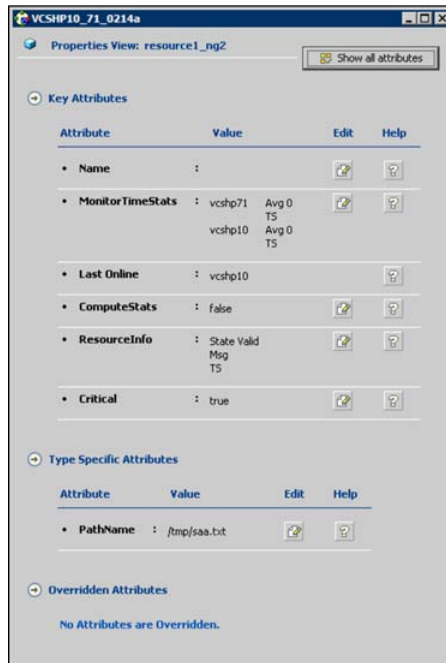 VCSHP10_71_0214a
Properties View: resource1_ng2
Show all attributes
Key Attributes
Attribute Value Edit Help
• Name :
• MonitorTimeStats : vcshp71 Avg 0
TS
vcshp10 Avg 0
TS
• Last Online : vcshp10
• ComputeStats : false
• ResourceInfo : State Valid
Msg
TS
• Critical : true
Type Specific Attributes
Attribute Value Edit Help
• PathName : /tmp/saa.txt
Overridden Attributes
No Attributes are Overridden.